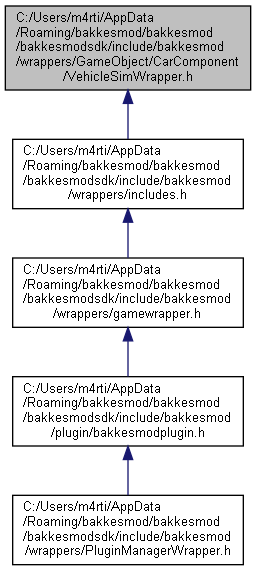 C:/Users/m4rti/AppData
/Roaming/bakkesmod/bakkesmod
/bakkesmodsdk/include/bakkesmod
/wrappers/GameObject/CarComponent
/VehicleSimWrapper.h
C:/Users/m4rti/AppData
/Roaming/bakkesmod/bakkesmod
/bakkesmodsdk/include/bakkesmod
/wrappers/includes.h
C:/Users/m4rti/AppData
/Roaming/bakkesmod/bakkesmod
/bakkesmodsdk/include/bakkesmod
/wrappers/gamewrapper.h
C:/Users/m4rti/AppData
/Roaming/bakkesmod/bakkesmod
/bakkesmodsdk/include/bakkesmod
/plugin/bakkesmodplugin.h
C:/Users/m4rti/AppData
/Roaming/bakkesmod/bakkesmod
/bakkesmodsdk/include/bakkesmod
/wrappers/PluginManagerWrapper.h